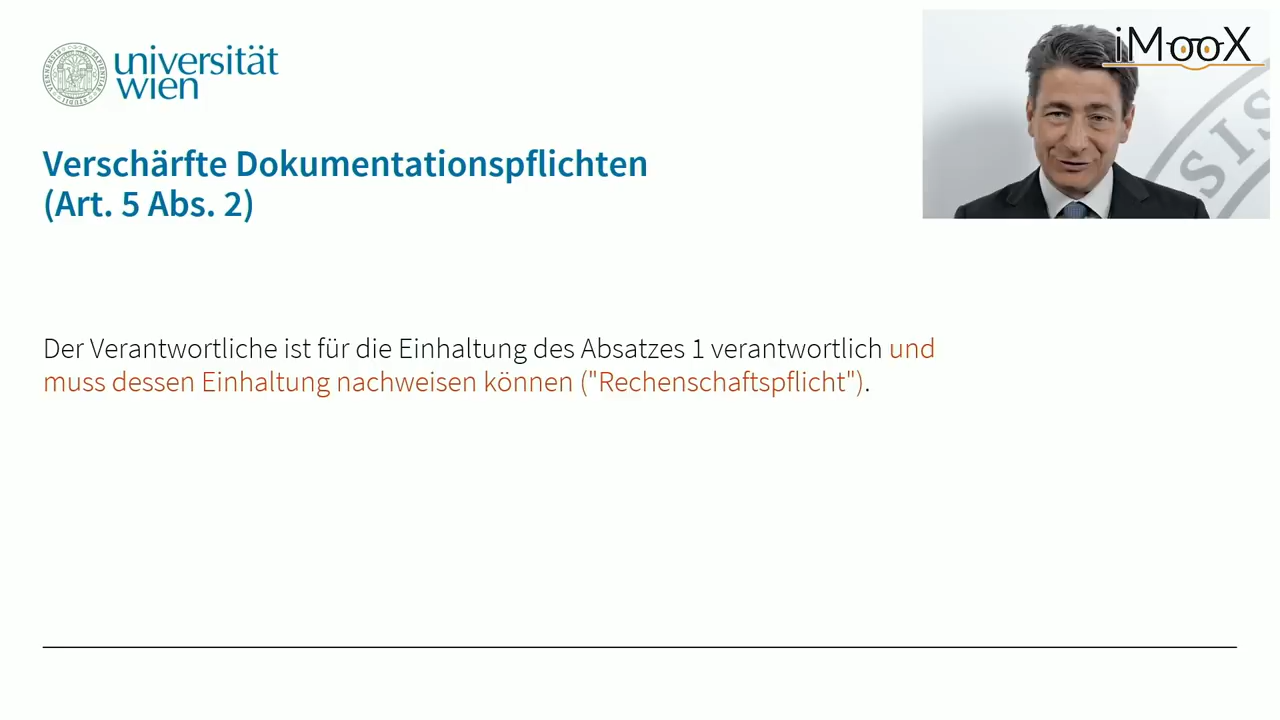 universität
wien
iMooX
SIS
Verschärfte Dokumentationspflichten
(Art. 5 Abs. 2)
Der Verantwortliche ist für die Einhaltung des Absatzes 1 verantwortlich und
muss dessen Einhaltung nachweisen können ("Rechenschaftspflicht").